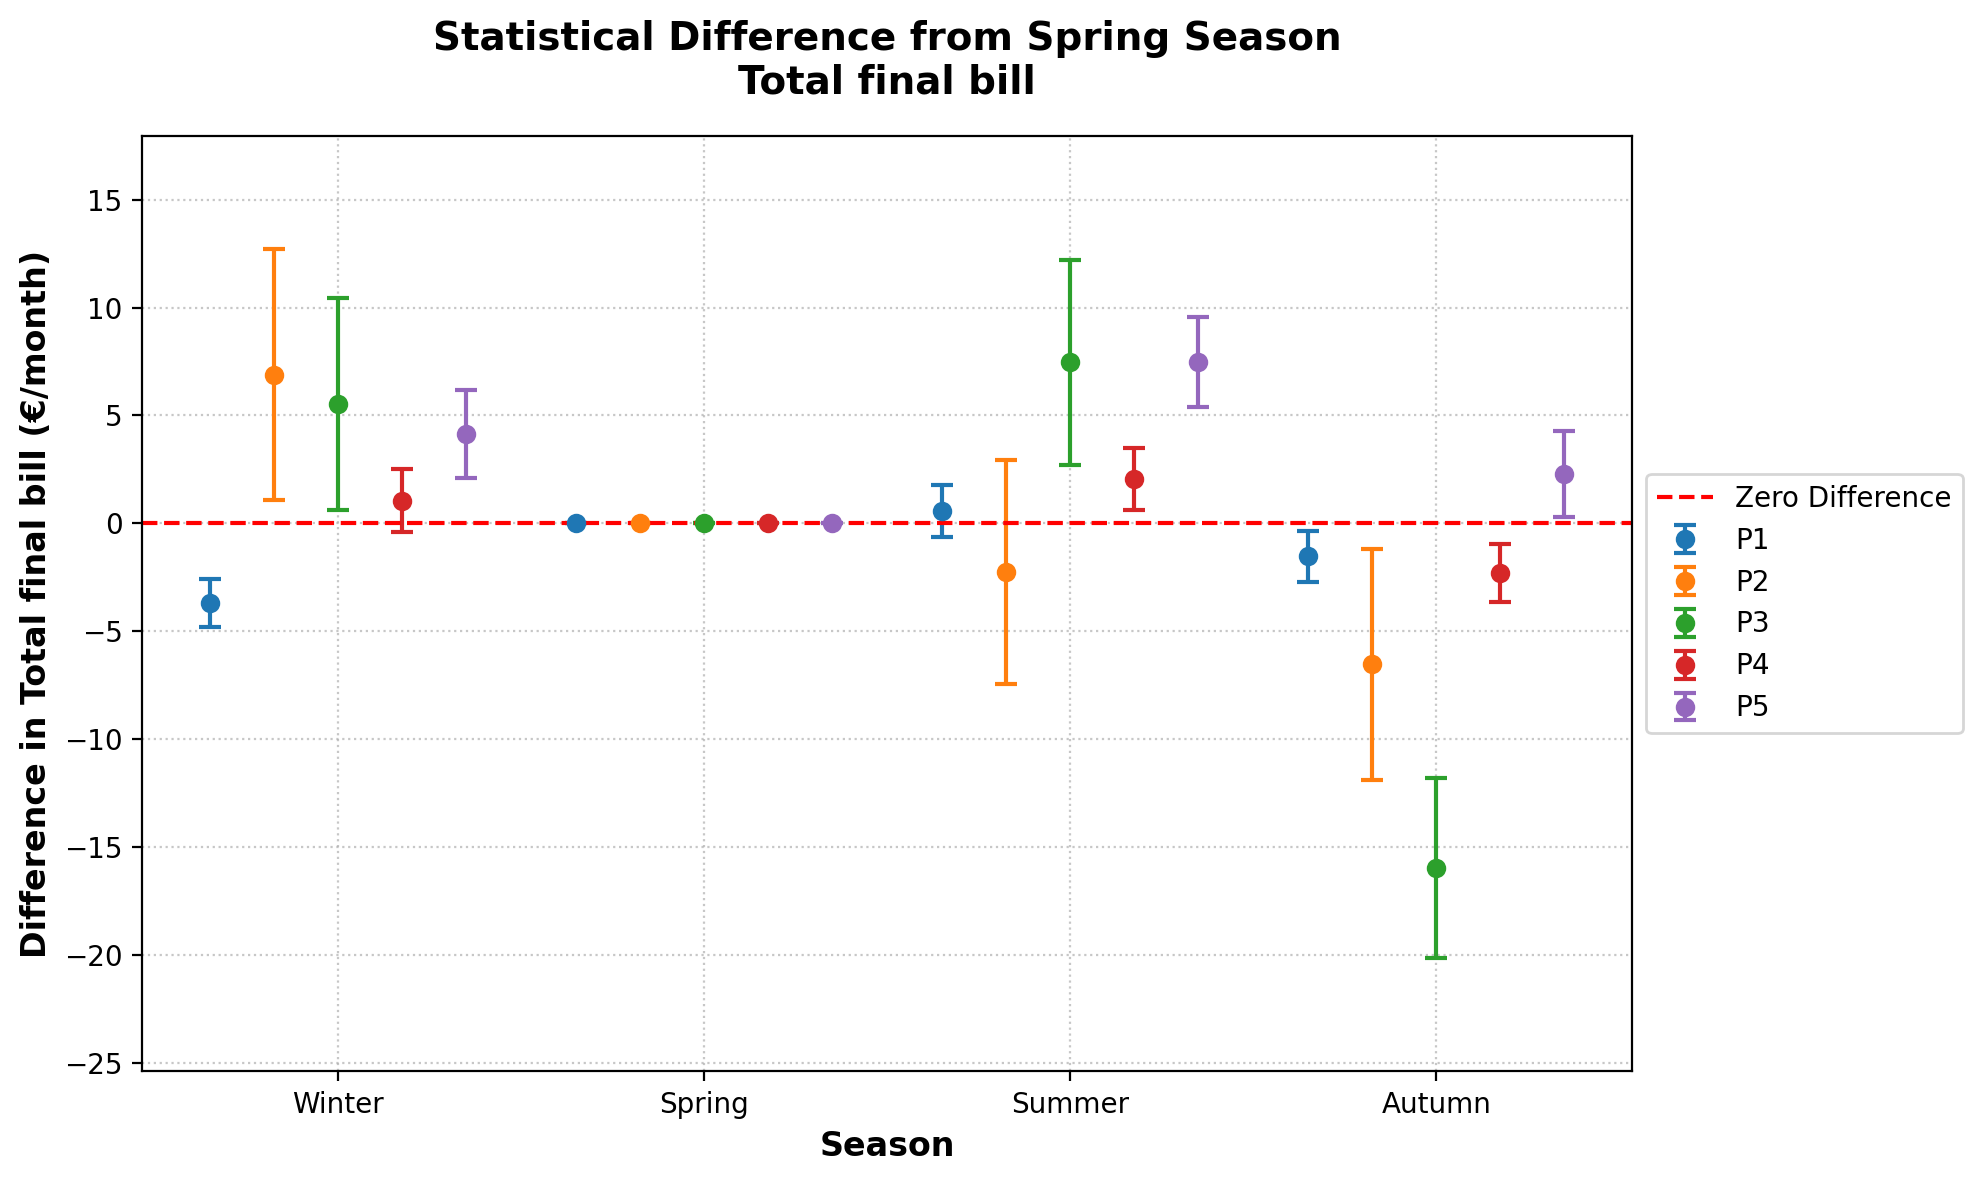 Statistical Difference from Spring Season
Total final bill
Difference in Total final bill (€/month)
15
10
5
0
−5
−10
−15
−20
−25
Winter
Spring
Summer
Autumn
Season
Zero Difference
P1
P2
P3
P4
P5